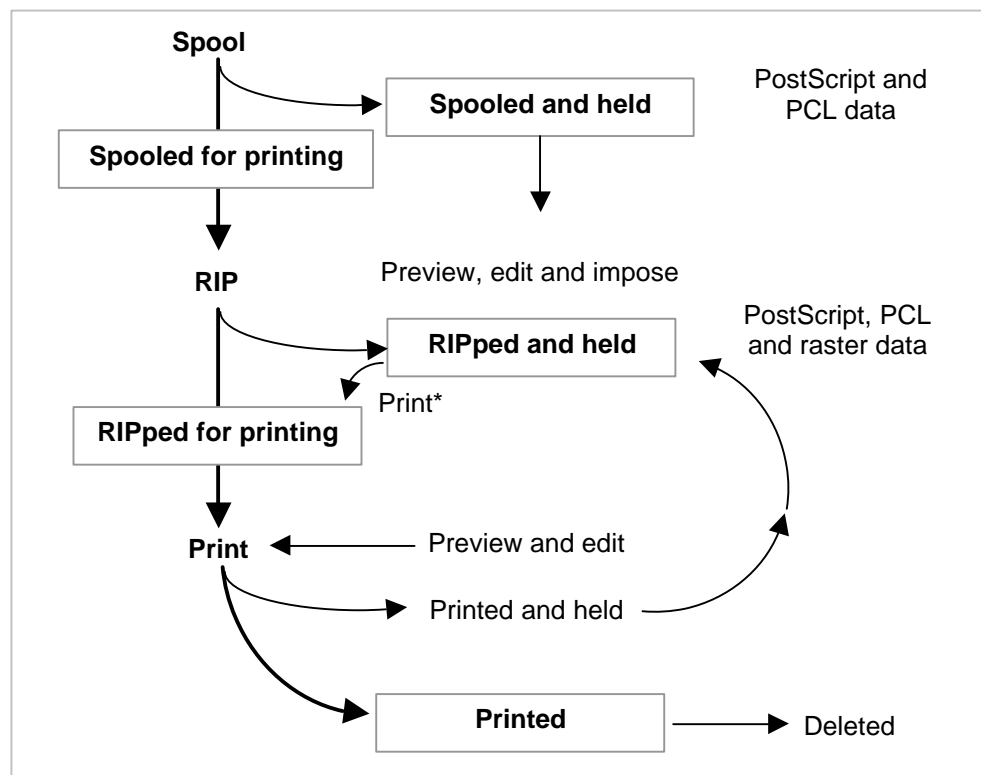 Spool
Spooled and held
PostScript and
PCL data
Spooled for printing
RIP
Preview, edit and impose
RIPped and held
PostScript, PCL
and raster data
Print*
RIPped for printing
Print
Preview and edit
Printed and held
Printed
Deleted